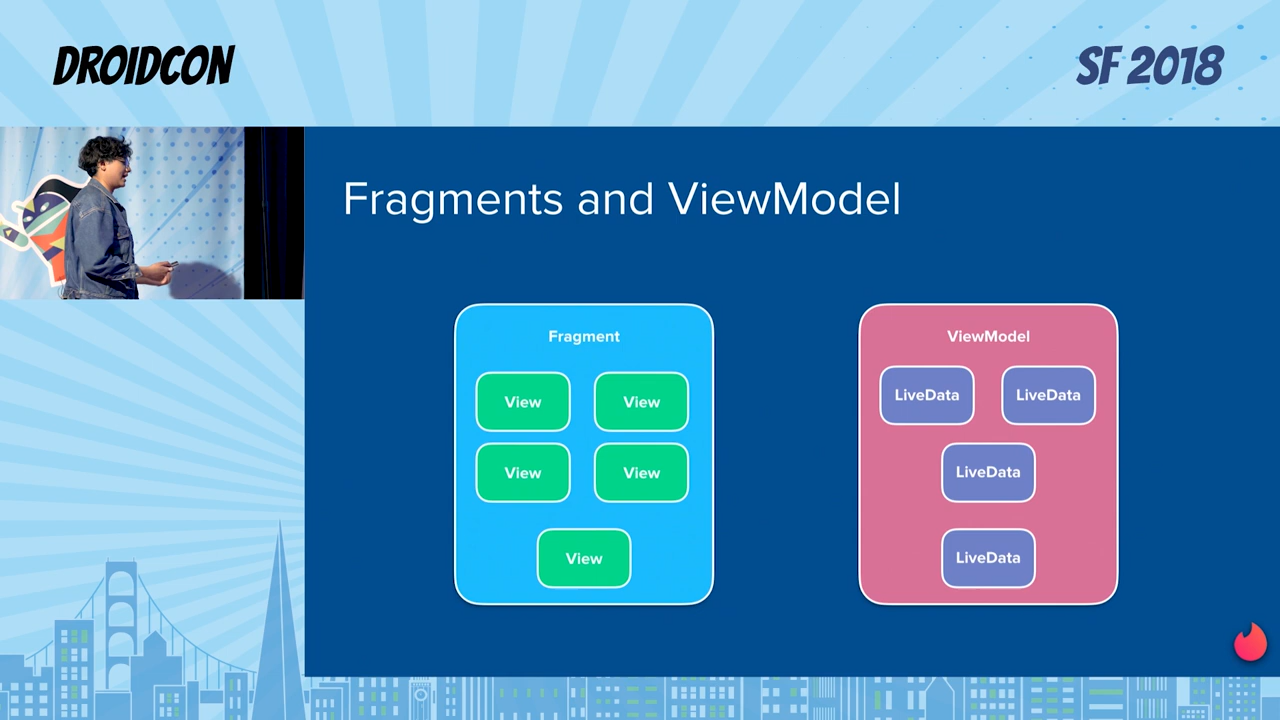 DROIDCON
SF 2018
Fragments and ViewModel
Fragment
View View
View View
View
ViewModel
LiveData LiveData
LiveData
LiveData